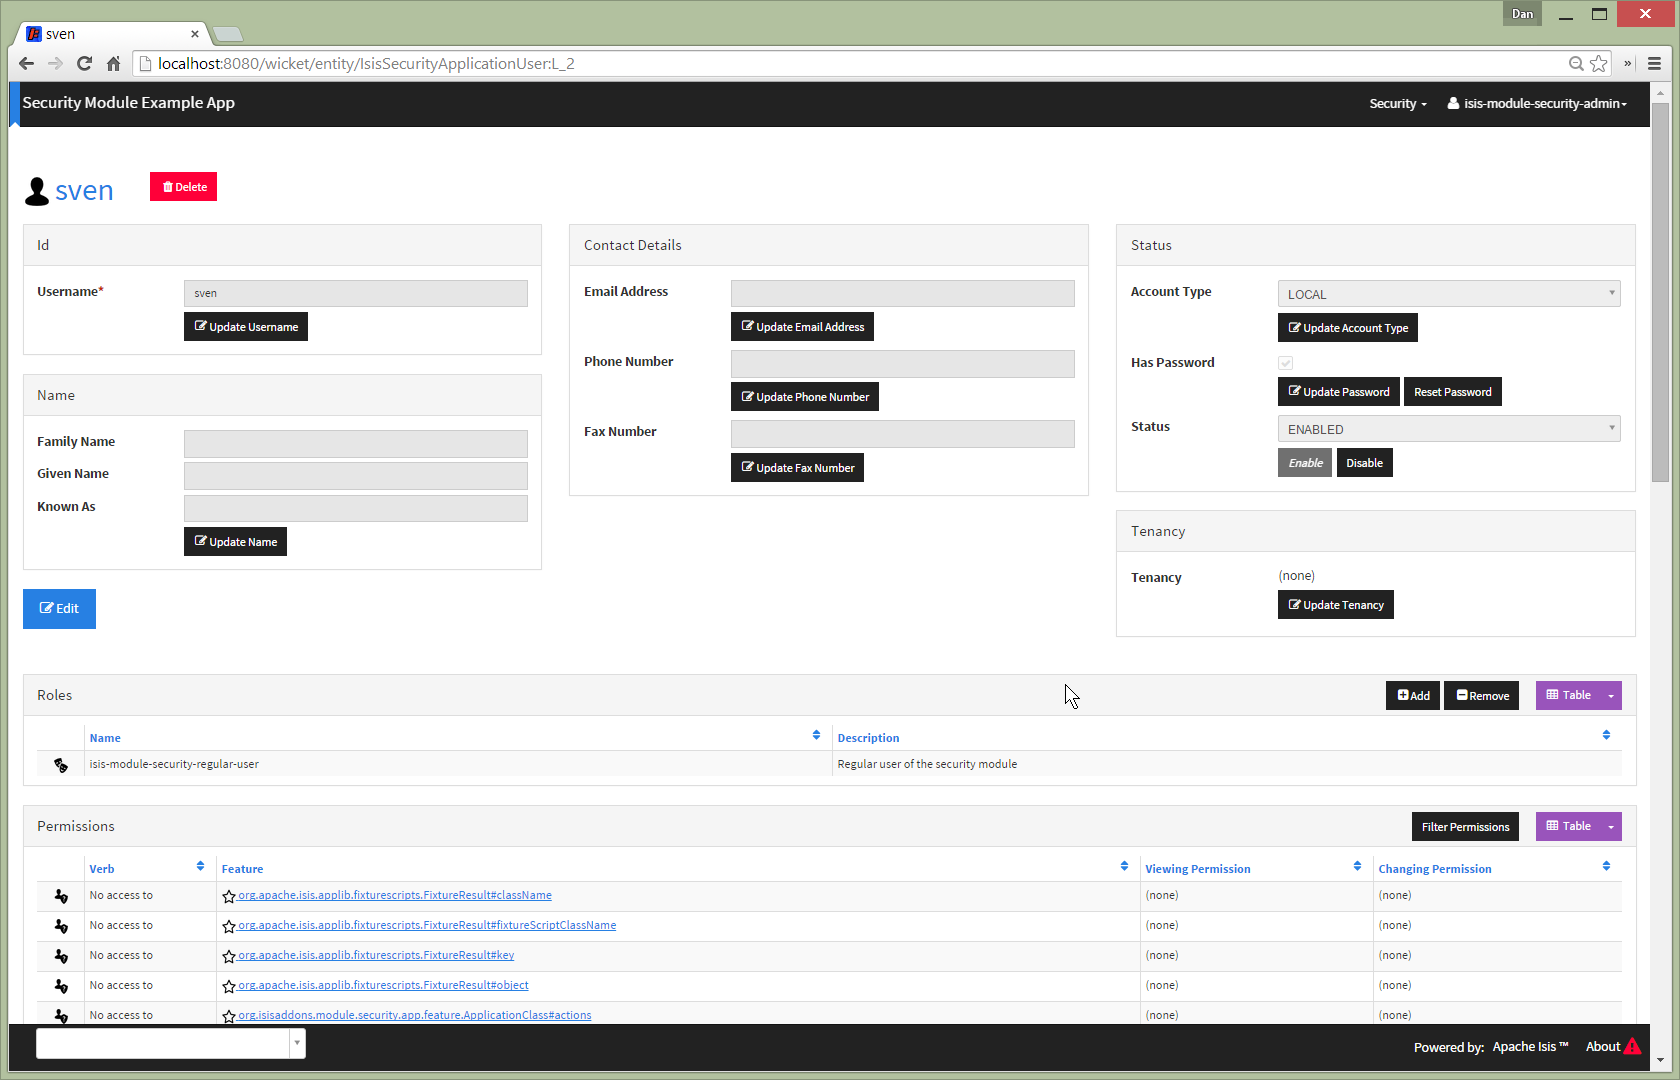 Dan
sven
localhost:8080/wicket/entity/IsisSecurityApplicationUser:L_2
Security Module Example App
Security
isis-module-security-admin
sven
Delete
Id
Username*
sven
Update Username
Name
Family Name
Given Name
Known As
Update Name
Edit
Contact Details
Email Address
Update Email Address
Phone Number
Update Phone Number
Fax Number
Update Fax Number
Status
Account Type
LOCAL
Update Account Type
Has Password
Update Password
Reset Password
Status
ENABLED
Enable
Disable
Tenancy
Tenancy
(none)
Update Tenancy
Roles
Add
Remove
Table
Name
Description
isis-module-security-regular-user
Regular user of the security module
Permissions
Filter Permissions
Table
Verb
Feature
Viewing Permission
Changing Permission
No access to
org.apache.isis.applib.fixturescripts.FixtureResult#className
(none)
(none)
No access to
org.apache.isis.applib.fixturescripts.FixtureResult#fixtureScriptClassName
(none)
(none)
No access to
org.apache.isis.applib.fixturescripts.FixtureResult#key
(none)
(none)
No access to
org.apache.isis.applib.fixturescripts.FixtureResult#object
(none)
(none)
No access to
org.isisaddons.module.security.app.feature.ApplicationClass#actions
(none)
(none)
Powered by:
Apache Isis ™
About